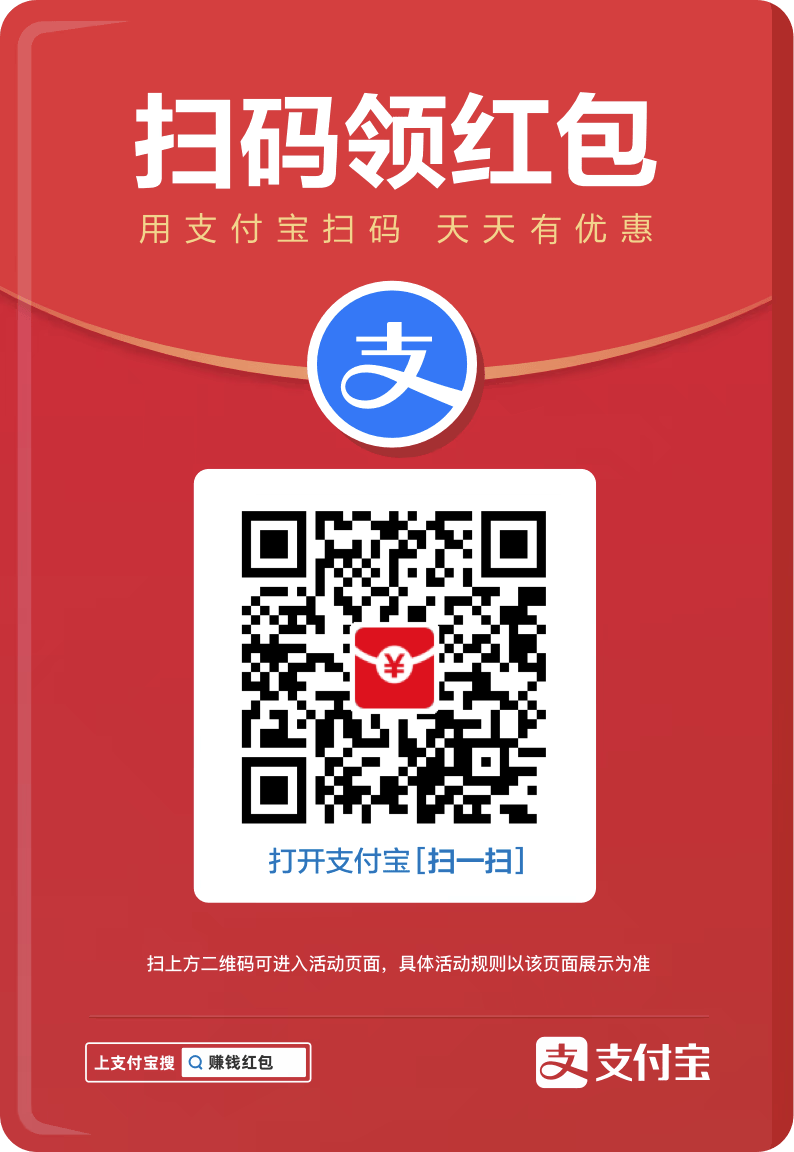 扫码领红包
用支付宝扫码 天天有优惠
支
¥
打开支付宝[扫一扫]
扫上方二维码可进入活动页面，具体活动规则以该页面展示为准
上支付宝搜 赚钱红包
支 支付宝